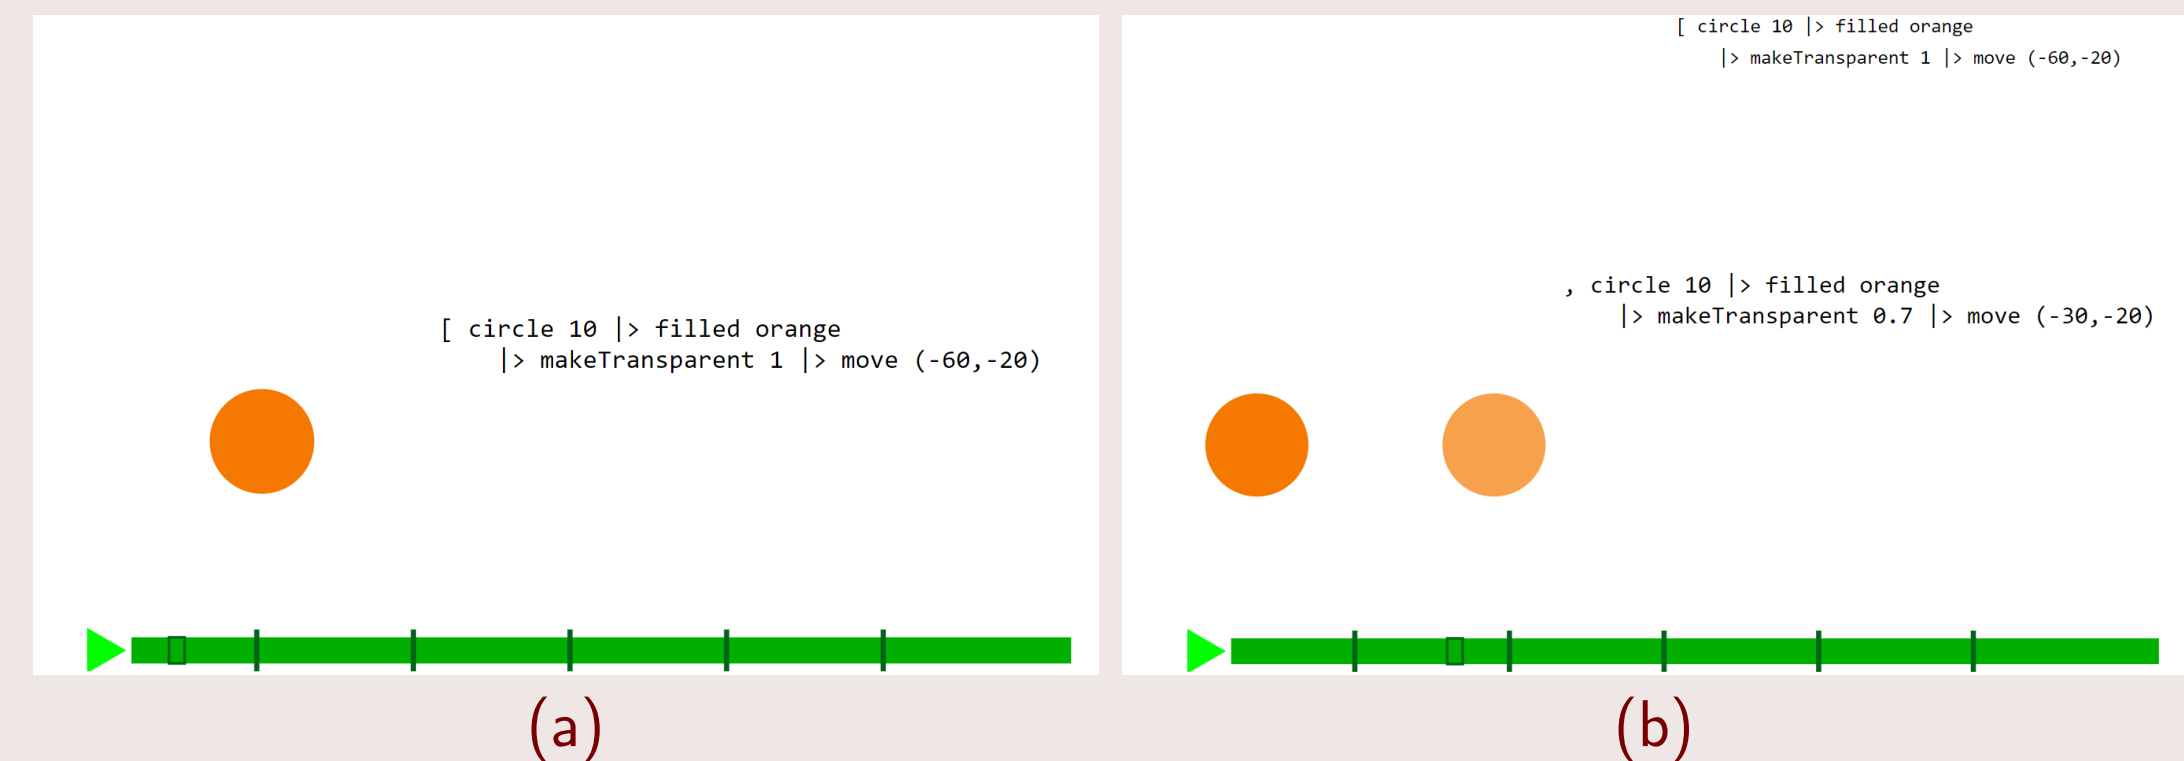 [ circle 10 |> filled orange
|> makeTransparent 1 |> move (-60,-20)
(a)
[ circle 10 |> filled orange
|> makeTransparent 1 |> move (-60,-20)
, circle 10 |> filled orange
|> makeTransparent 0.7 |> move (-30,-20)
(b)